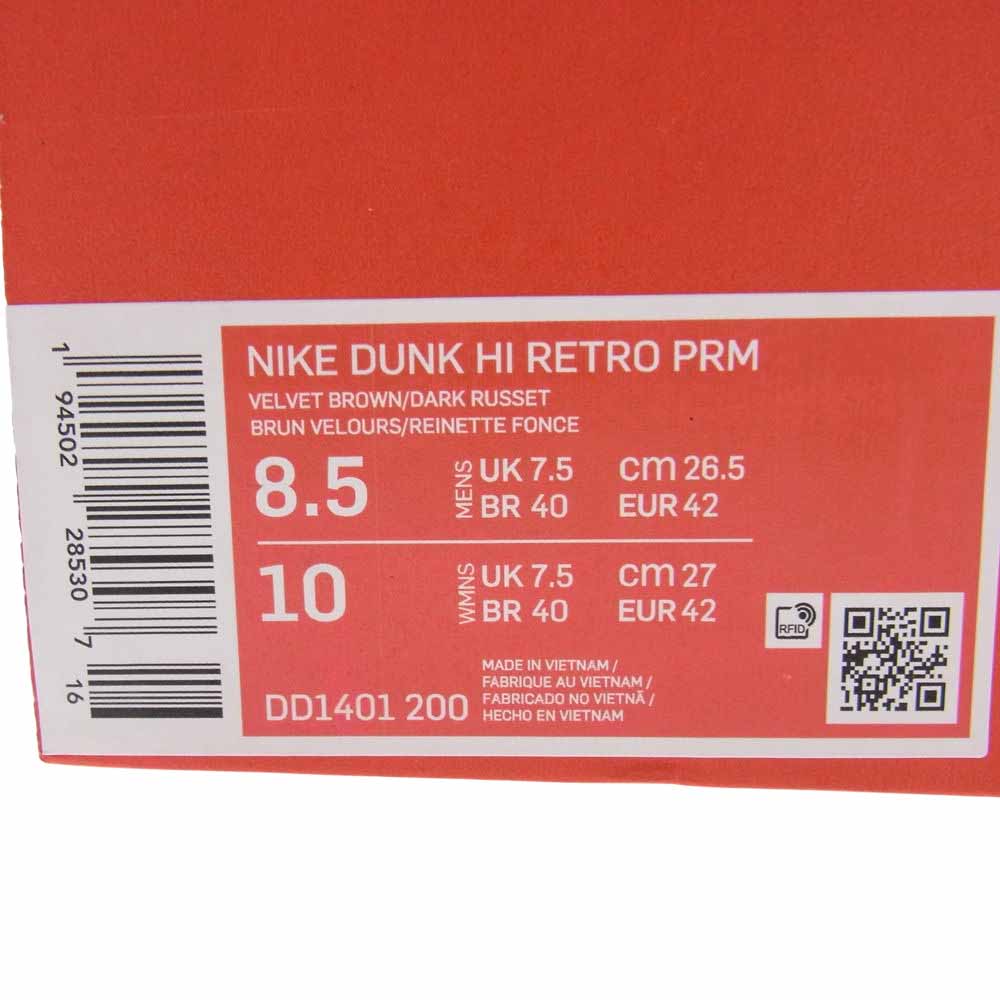 NIKE DUNK HI RETRO PRM
VELVET BROWN/DARK RUSSET
BRUN VELOURS/REINETTE FONCE
8.5 MENS UK 7.5 cm 26.5
BR 40 EUR 42
10 WMNS UK 7.5 cm 27
BR 40 EUR 42
DD1401 200
MADE IN VIETNAM /
FABRIQUE AU VIETNAM /
FABRICADO NO VIETNÃ /
HECHO EN VIETNAM
RFID
1 94502 28530 7 16